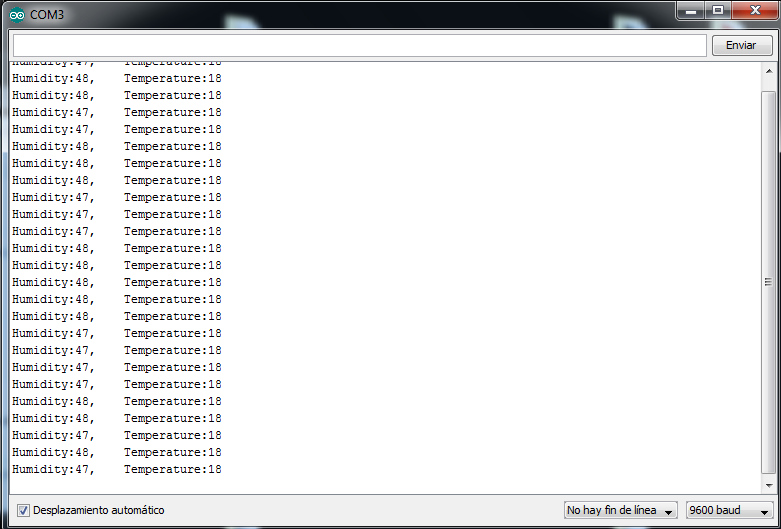 COM3
Enviar
Humidity:47,    Temperature:18
Humidity:48,    Temperature:18
Humidity:48,    Temperature:18
Humidity:47,    Temperature:18
Humidity:47,    Temperature:18
Humidity:48,    Temperature:18
Humidity:48,    Temperature:18
Humidity:48,    Temperature:18
Humidity:47,    Temperature:18
Humidity:47,    Temperature:18
Humidity:47,    Temperature:18
Humidity:48,    Temperature:18
Humidity:48,    Temperature:18
Humidity:48,    Temperature:18
Humidity:48,    Temperature:18
Humidity:48,    Temperature:18
Humidity:47,    Temperature:18
Humidity:47,    Temperature:18
Humidity:47,    Temperature:18
Humidity:48,    Temperature:18
Humidity:48,    Temperature:18
Humidity:47,    Temperature:18
Humidity:48,    Temperature:18
Humidity:47,    Temperature:18
Desplazamiento automático
No hay fin de línea
9600 baud